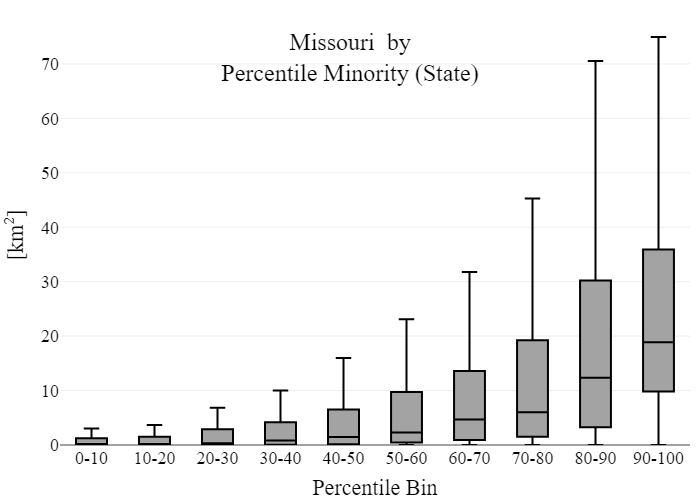 Missouri by
Percentile Minority (State)
70
60
50
40
30
20
10
0
[km²]
0-10 10-20 20-30 30-40 40-50 50-60 60-70 70-80 80-90 90-100
Percentile Bin